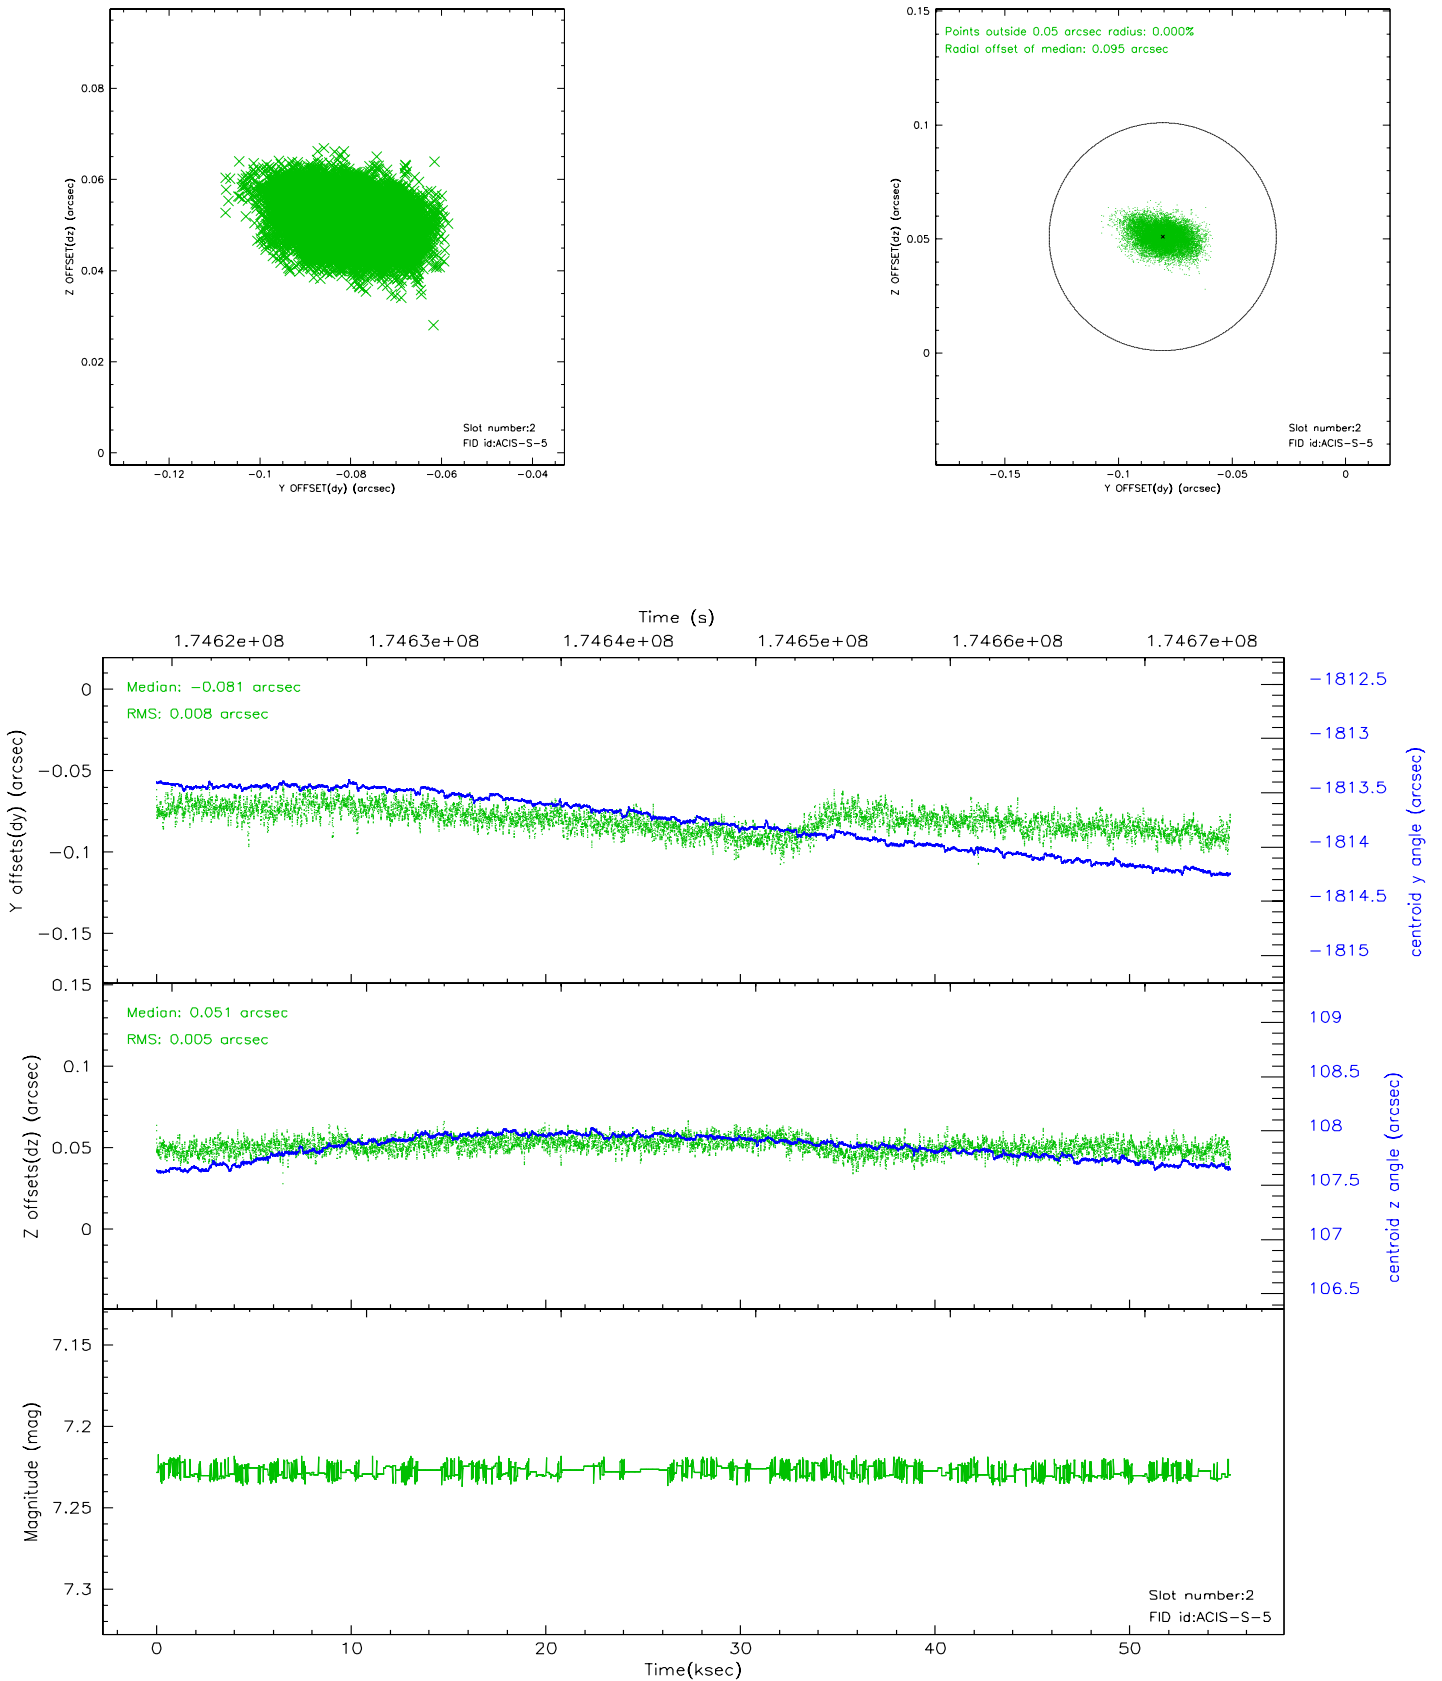 0.08
0.06
0.04
0.02
0
Z OFFSET(dz) (arcsec)
Slot number:2
FID id:ACIS-S-5
-0.12
-0.1
-0.08
-0.06
-0.04
Y OFFSET(dy) (arcsec)
0.15
Points outside 0.05 arcsec radius: 0.000%
Radial offset of median: 0.095 arcsec
0.1
0.05
0
Z OFFSET(dz) (arcsec)
Slot number:2
FID id:ACIS-S-5
-0.15
-0.1
-0.05
0
Y OFFSET(dy) (arcsec)
Time (s)
1.7462e+08
1.7463e+08
1.7464e+08
1.7465e+08
1.7466e+08
1.7467e+08
Median: -0.081 arcsec
RMS: 0.008 arcsec
0
-0.05
-0.1
-0.15
Y offsets(dy) (arcsec)
-1812.5
-1813
-1813.5
-1814
-1814.5
-1815
centroid y angle (arcsec)
Median: 0.051 arcsec
RMS: 0.005 arcsec
0.15
0.1
0.05
0
Z offsets(dz) (arcsec)
109
108.5
108
107.5
107
106.5
centroid z angle (arcsec)
7.15
7.2
7.25
7.3
Magnitude (mag)
Slot number:2
FID id:ACIS-S-5
0
10
20
30
40
50
Time(ksec)